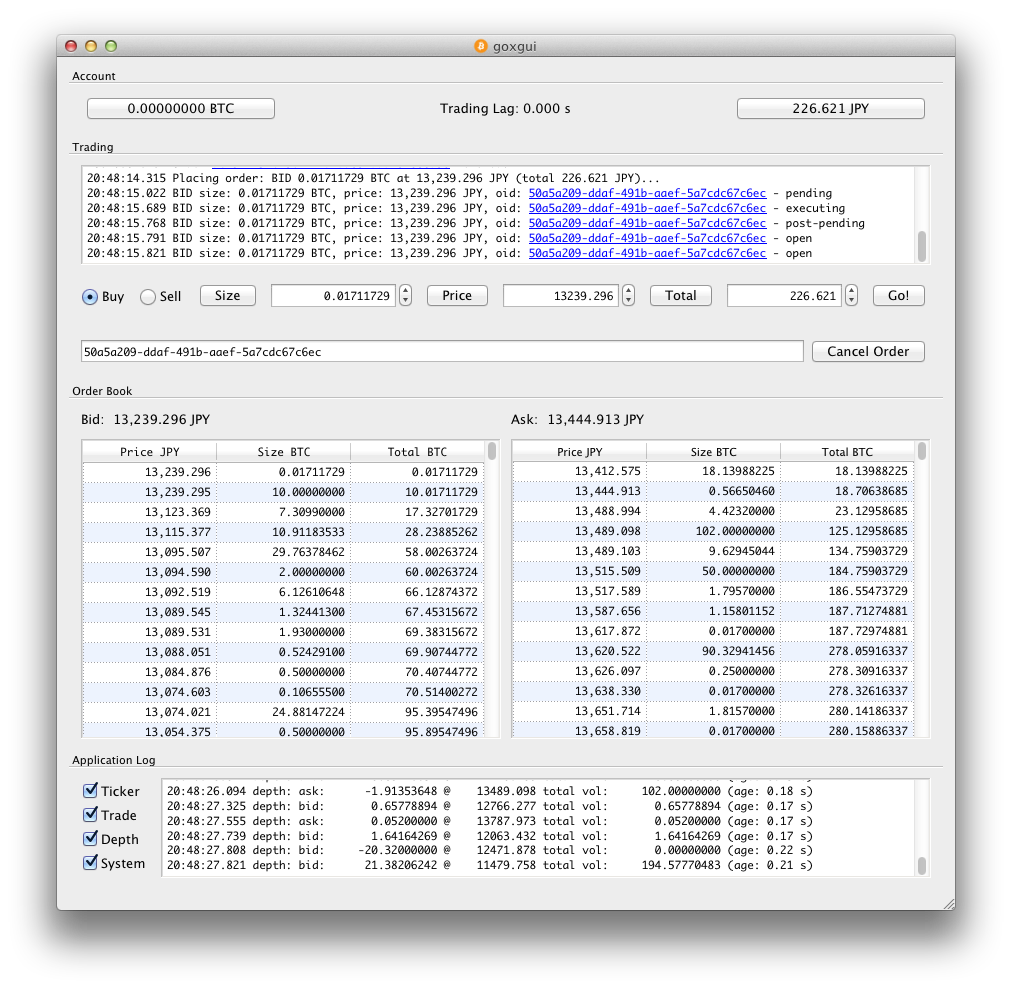 goxgui
Account
0.00000000 BTC Trading Lag: 0.000 s 226.621 JPY
Trading
20:48:14.315 Placing order: BID 0.01711729 BTC at 13,239.296 JPY (total 226.621 JPY)...
20:48:15.022 BID size: 0.01711729 BTC, price: 13,239.296 JPY, oid: 50a5a209-ddaf-491b-aaef-5a7cdc67c6ec - pending
20:48:15.689 BID size: 0.01711729 BTC, price: 13,239.296 JPY, oid: 50a5a209-ddaf-491b-aaef-5a7cdc67c6ec - executing
20:48:15.768 BID size: 0.01711729 BTC, price: 13,239.296 JPY, oid: 50a5a209-ddaf-491b-aaef-5a7cdc67c6ec - post-pending
20:48:15.791 BID size: 0.01711729 BTC, price: 13,239.296 JPY, oid: 50a5a209-ddaf-491b-aaef-5a7cdc67c6ec - open
20:48:15.821 BID size: 0.01711729 BTC, price: 13,239.296 JPY, oid: 50a5a209-ddaf-491b-aaef-5a7cdc67c6ec - open
Buy Sell Size 0.01711729 Price 13239.296 Total 226.621 Go!
50a5a209-ddaf-491b-aaef-5a7cdc67c6ec Cancel Order
Order Book
Bid: 13,239.296 JPY
Price JPY Size BTC Total BTC
13,239.296 0.01711729 0.01711729
13,239.295 10.00000000 10.01711729
13,123.369 7.30990000 17.32701729
13,115.377 10.91183533 28.23885262
13,095.507 29.76378462 58.00263724
13,094.590 2.00000000 60.00263724
13,092.519 6.12610648 66.12874372
13,089.545 1.32441300 67.45315672
13,089.531 1.93000000 69.38315672
13,088.051 0.52429100 69.90744772
13,084.876 0.50000000 70.40744772
13,074.603 0.10655500 70.51400272
13,074.021 24.88147224 95.39547496
13,054.375 0.50000000 95.89547496
Ask: 13,444.913 JPY
Price JPY Size BTC Total BTC
13,412.575 18.13988225 18.13988225
13,444.913 0.56650460 18.70638685
13,488.994 4.42320000 23.12958685
13,489.098 102.00000000 125.12958685
13,489.103 9.62945044 134.75903729
13,515.509 50.00000000 184.75903729
13,517.589 1.79570000 186.55473729
13,587.656 1.15801152 187.71274881
13,617.872 0.01700000 187.72974881
13,620.522 90.32941456 278.05916337
13,626.097 0.25000000 278.30916337
13,638.330 0.01700000 278.32616337
13,651.714 1.81570000 280.14186337
13,658.819 0.01700000 280.15886337
Application Log
Ticker
Trade
Depth
System
20:48:26.094 depth: ask: -1.91353648 @ 13489.098 total vol: 102.00000000 (age: 0.18 s)
20:48:27.325 depth: bid: 0.65778894 @ 12766.277 total vol: 0.65778894 (age: 0.17 s)
20:48:27.555 depth: ask: 0.05200000 @ 13787.973 total vol: 0.05200000 (age: 0.17 s)
20:48:27.739 depth: bid: 1.64164269 @ 12063.432 total vol: 1.64164269 (age: 0.17 s)
20:48:27.808 depth: bid: -20.32000000 @ 12471.878 total vol: 0.00000000 (age: 0.22 s)
20:48:27.821 depth: bid: 21.38206242 @ 11479.758 total vol: 194.57770483 (age: 0.21 s)